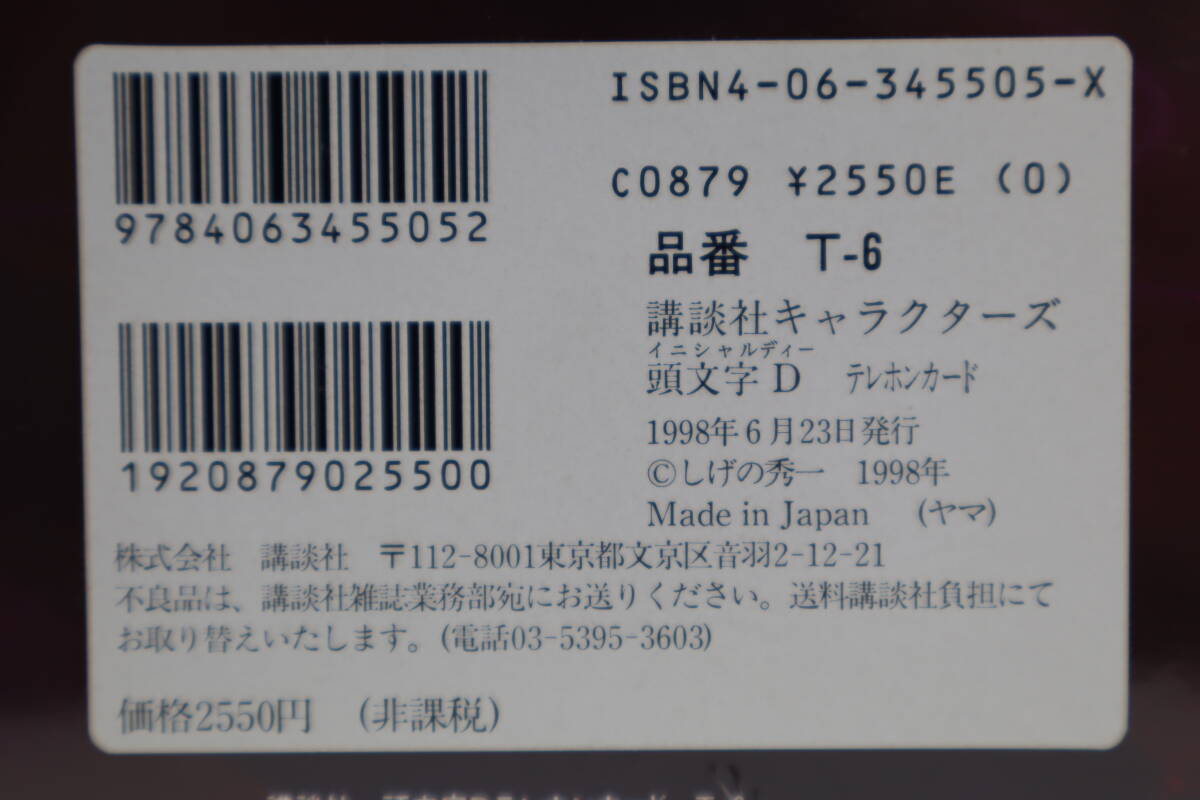 ISBN4-06-345505-X
9784063455052
C0879 ¥2550E (0)
品番 T-6
講談社キャラクターズ
イニシャルディー
頭文字D テレホンカード
1998年6月23日発行
©しげの秀一 1998年
Made in Japan (ヤマ)
1920879025500
株式会社 講談社 〒112-8001東京都文京区音羽2-12-21
不良品は、講談社雑誌業務部宛にお送りください。送料講談社負担にて
お取り替えいたします。(電話03-5395-3603)
価格2550円 (非課税)